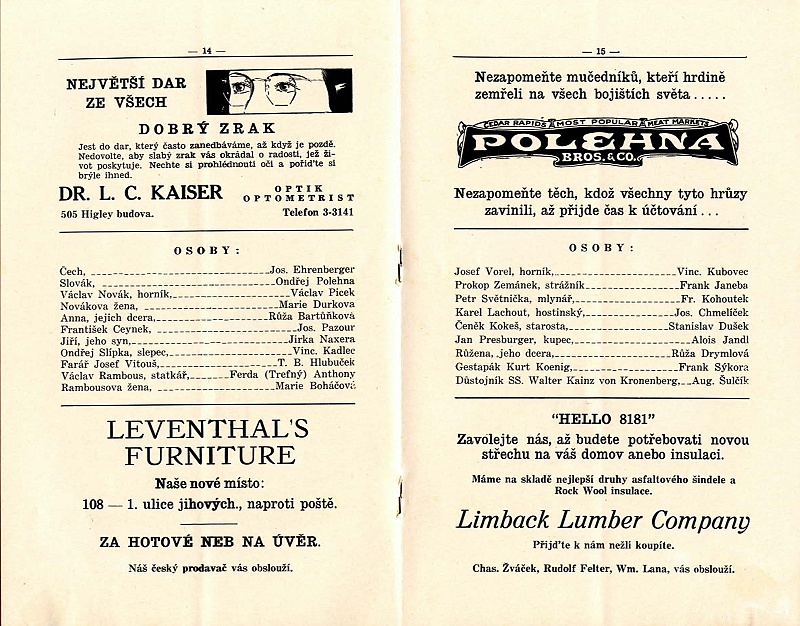 — 14 —
NEJVĚTŠÍ DAR
ZE VŠECH
DOBRÝ ZRAK
Jest do dar, který často zanedbáváme, až když je pozdě.
Nedovolte, aby slabý zrak vás okrádal o radosti, jež ži-
vot poskytuje. Nechte si prohlédnouti oči a pořiďte si
brýle ihned.
DR. L. C. KAISER
OPTIK
OPTOMETRIST
505 Higley budova.
Telefon 3-3141
OSOBY:
Čech, Jos. Ehrenberger
Slovák, Ondřej Polehna
Václav Novák, horník, Václav Picek
Novákova žena, Marie Durkova
Anna, jejich dcera, Růža Bartůňková
František Ceynek, Jos. Pazour
Jiří, jeho syn, Jirka Naxera
Ondřej Slípka, slepec, Vinc. Kadlec
Farář Josef Vitouš, T. B. Hlubuček
Václav Rambous, statkář, Ferda (Trefný) Anthony
Rambousova žena, Marie Boháčová
LEVENTHAL'S
FURNITURE
Naše nové místo:
108 — 1. ulice jihových., naproti poště.
ZA HOTOVÉ NEB NA ÚVĚR.
Náš český prodavač vás obslouží.
— 15 —
Nezapomeňte mučedníků, kteří hrdině
zemřeli na všech bojištích světa . . . . .
CEDAR RAPIDS MOST POPULAR MEAT MARKETS
POLEHNA
BROS. & CO.
Nezapomeňte těch, kdož všechny tyto hrůzy
zavinili, až přijde čas k účtování . . .
OSOBY:
Josef Vorel, horník, Vinc. Kubovec
Prokop Zemánek, strážník Frank Janeba
Petr Světnička, mlynář, Fr. Kohoutek
Karel Lachout, hostinský, Jos. Chmelíček
Čeněk Kokeš, starosta, Stanislav Dušek
Jan Presburger, kupec, Alois Jandl
Růžena, jeho dcera, Růža Drymlová
Gestapák Kurt Koenig, Frank Sýkora
Důstojník SS. Walter Kainz von Kronenberg, Aug. Šulčík
"HELLO 8181"
Zavolejte nás, až budete potřebovati novou
střechu na váš domov anebo insulaci.
Máme na skladě nejlepší druhy asfaltového šindele a
Rock Wool insulace.
Limback Lumber Company
Přijďte k nám nežli koupíte.
Chas. Žváček, Rudolf Felter, Wm. Lana, vás obslouží.